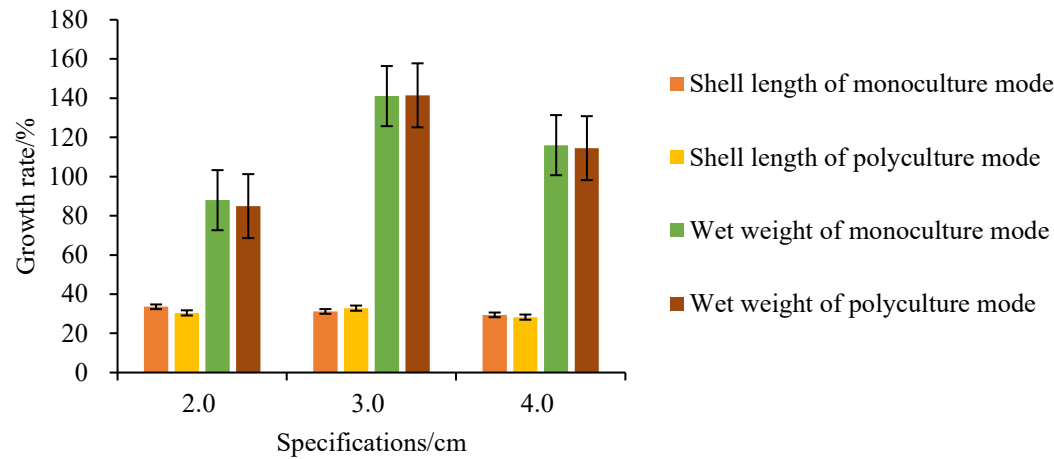 180
160
140
120
100
80
60
40
20
0
Growth rate/%
2.0 3.0 4.0
Specifications/cm
Shell length of monoculture mode
Shell length of polyculture mode
Wet weight of monoculture mode
Wet weight of polyculture mode